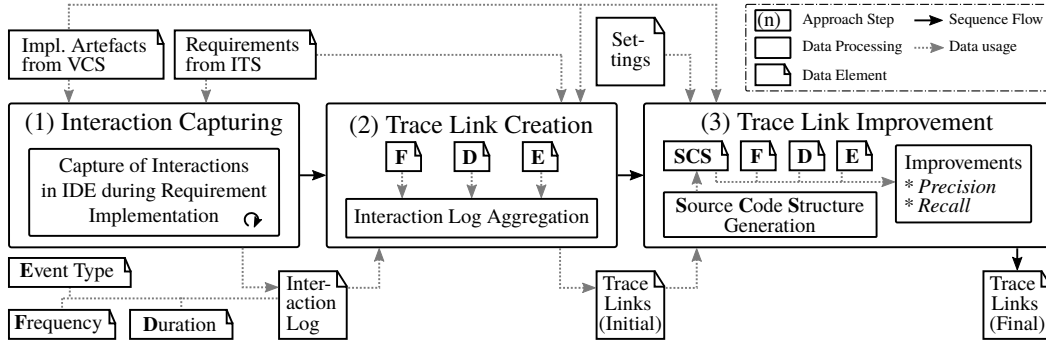 Impl. Artefacts
from VCS
Requirements
from ITS
Set-
tings
(n)
Approach Step
Sequence Flow
Data Processing
Data usage
Data Element
(1) Interaction Capturing
Capture of Interactions
in IDE during Requirement
Implementation
(2) Trace Link Creation
F
D
E
Interaction Log Aggregation
(3) Trace Link Improvement
SCS
F
D
E
Source Code Structure
Generation
Improvements
* Precision
* Recall
Event Type
Frequency
Duration
Inter-
action
Log
Trace
Links
(Initial)
Trace
Links
(Final)